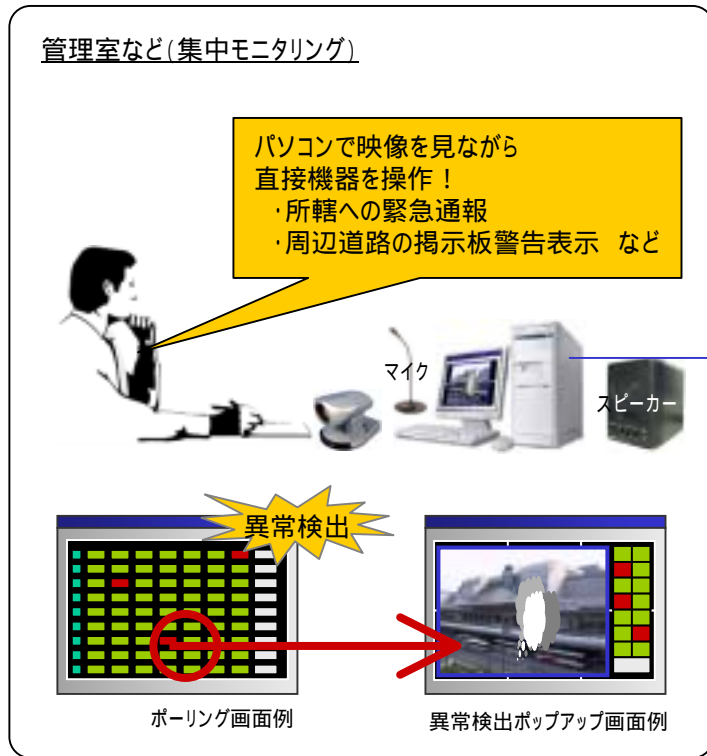 管理室など(集中モニタリング)
パソコンで映像を見ながら
直接機器を操作！
・所轄への緊急通報
・周辺道路の掲示板警告表示　など
マイク
スピーカー
異常検出
ポーリング画面例
異常検出ポップアップ画面例